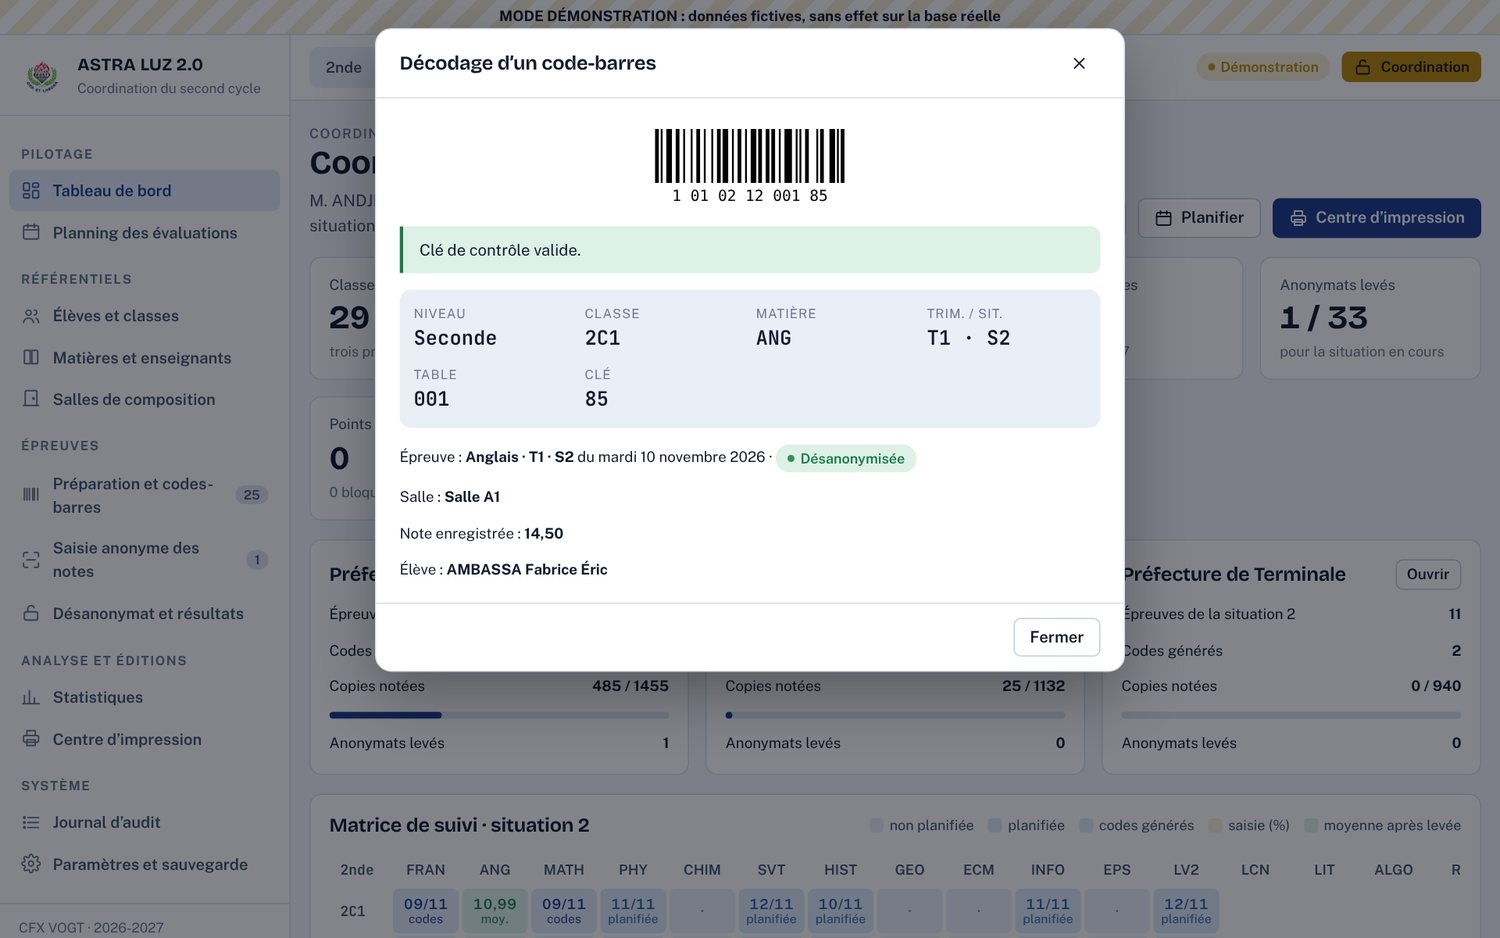 MODE DÉMONSTRATION : données fictives, sans effet sur la base réelle
ASTRA LUZ 2.0
Coordination du second cycle
PILOTAGE
Tableau de bord
Planning des évaluations
RÉFÉRENTIELS
Élèves et classes
Matières et enseignants
Salles de composition
ÉPREUVES
Préparation et codes-
barres
25
Saisie anonyme des
notes
1
Désanonymat et résultats
ANALYSE ET ÉDITIONS
Statistiques
Centre d'impression
SYSTÈME
Journal d'audit
Paramètres et sauvegarde
CFX VOGT · 2026-2027
2nde
Démonstration
Coordination
M.
situation
Planifier
Centre d'impression
29
Anonymats levés
1 / 33
pour la situation en cours
Points
0
Décodage d'un code-barres
1 01 02 12 001 85
Clé de contrôle valide.
NIVEAU CLASSE MATIÈRE TRIM. / SIT.
Seconde 2C1 ANG T1 · S2
TABLE CLÉ
001 85
Épreuve : Anglais · T1 · S2 du mardi 10 novembre 2026 · Désanonymisée
Salle : Salle A1
Note enregistrée : 14,50
Élève : AMBASSA Fabrice Éric
Fermer
Codes
Copies notées 485 / 1455
Anonymats levés 1
Copies notées 25 / 1132
Anonymats levés 0
Préfecture de Terminale Ouvrir
Épreuves de la situation 2 11
Codes générés 2
Copies notées 0 / 940
Anonymats levés 0
Matrice de suivi · situation 2
non planifiée planifiée codes générés saisie (%) moyenne après levée
2nde FRAN ANG MATH PHY CHIM SVT HIST GEO ECM INFO EPS LV2 LCN LIT ALGO R
2C1 09/11 10,99 09/11 11/11 · 12/11 10/11 · · 11/11 · 12/11
codes moy. codes planifiée planifiée planifiée planifiée planifiée